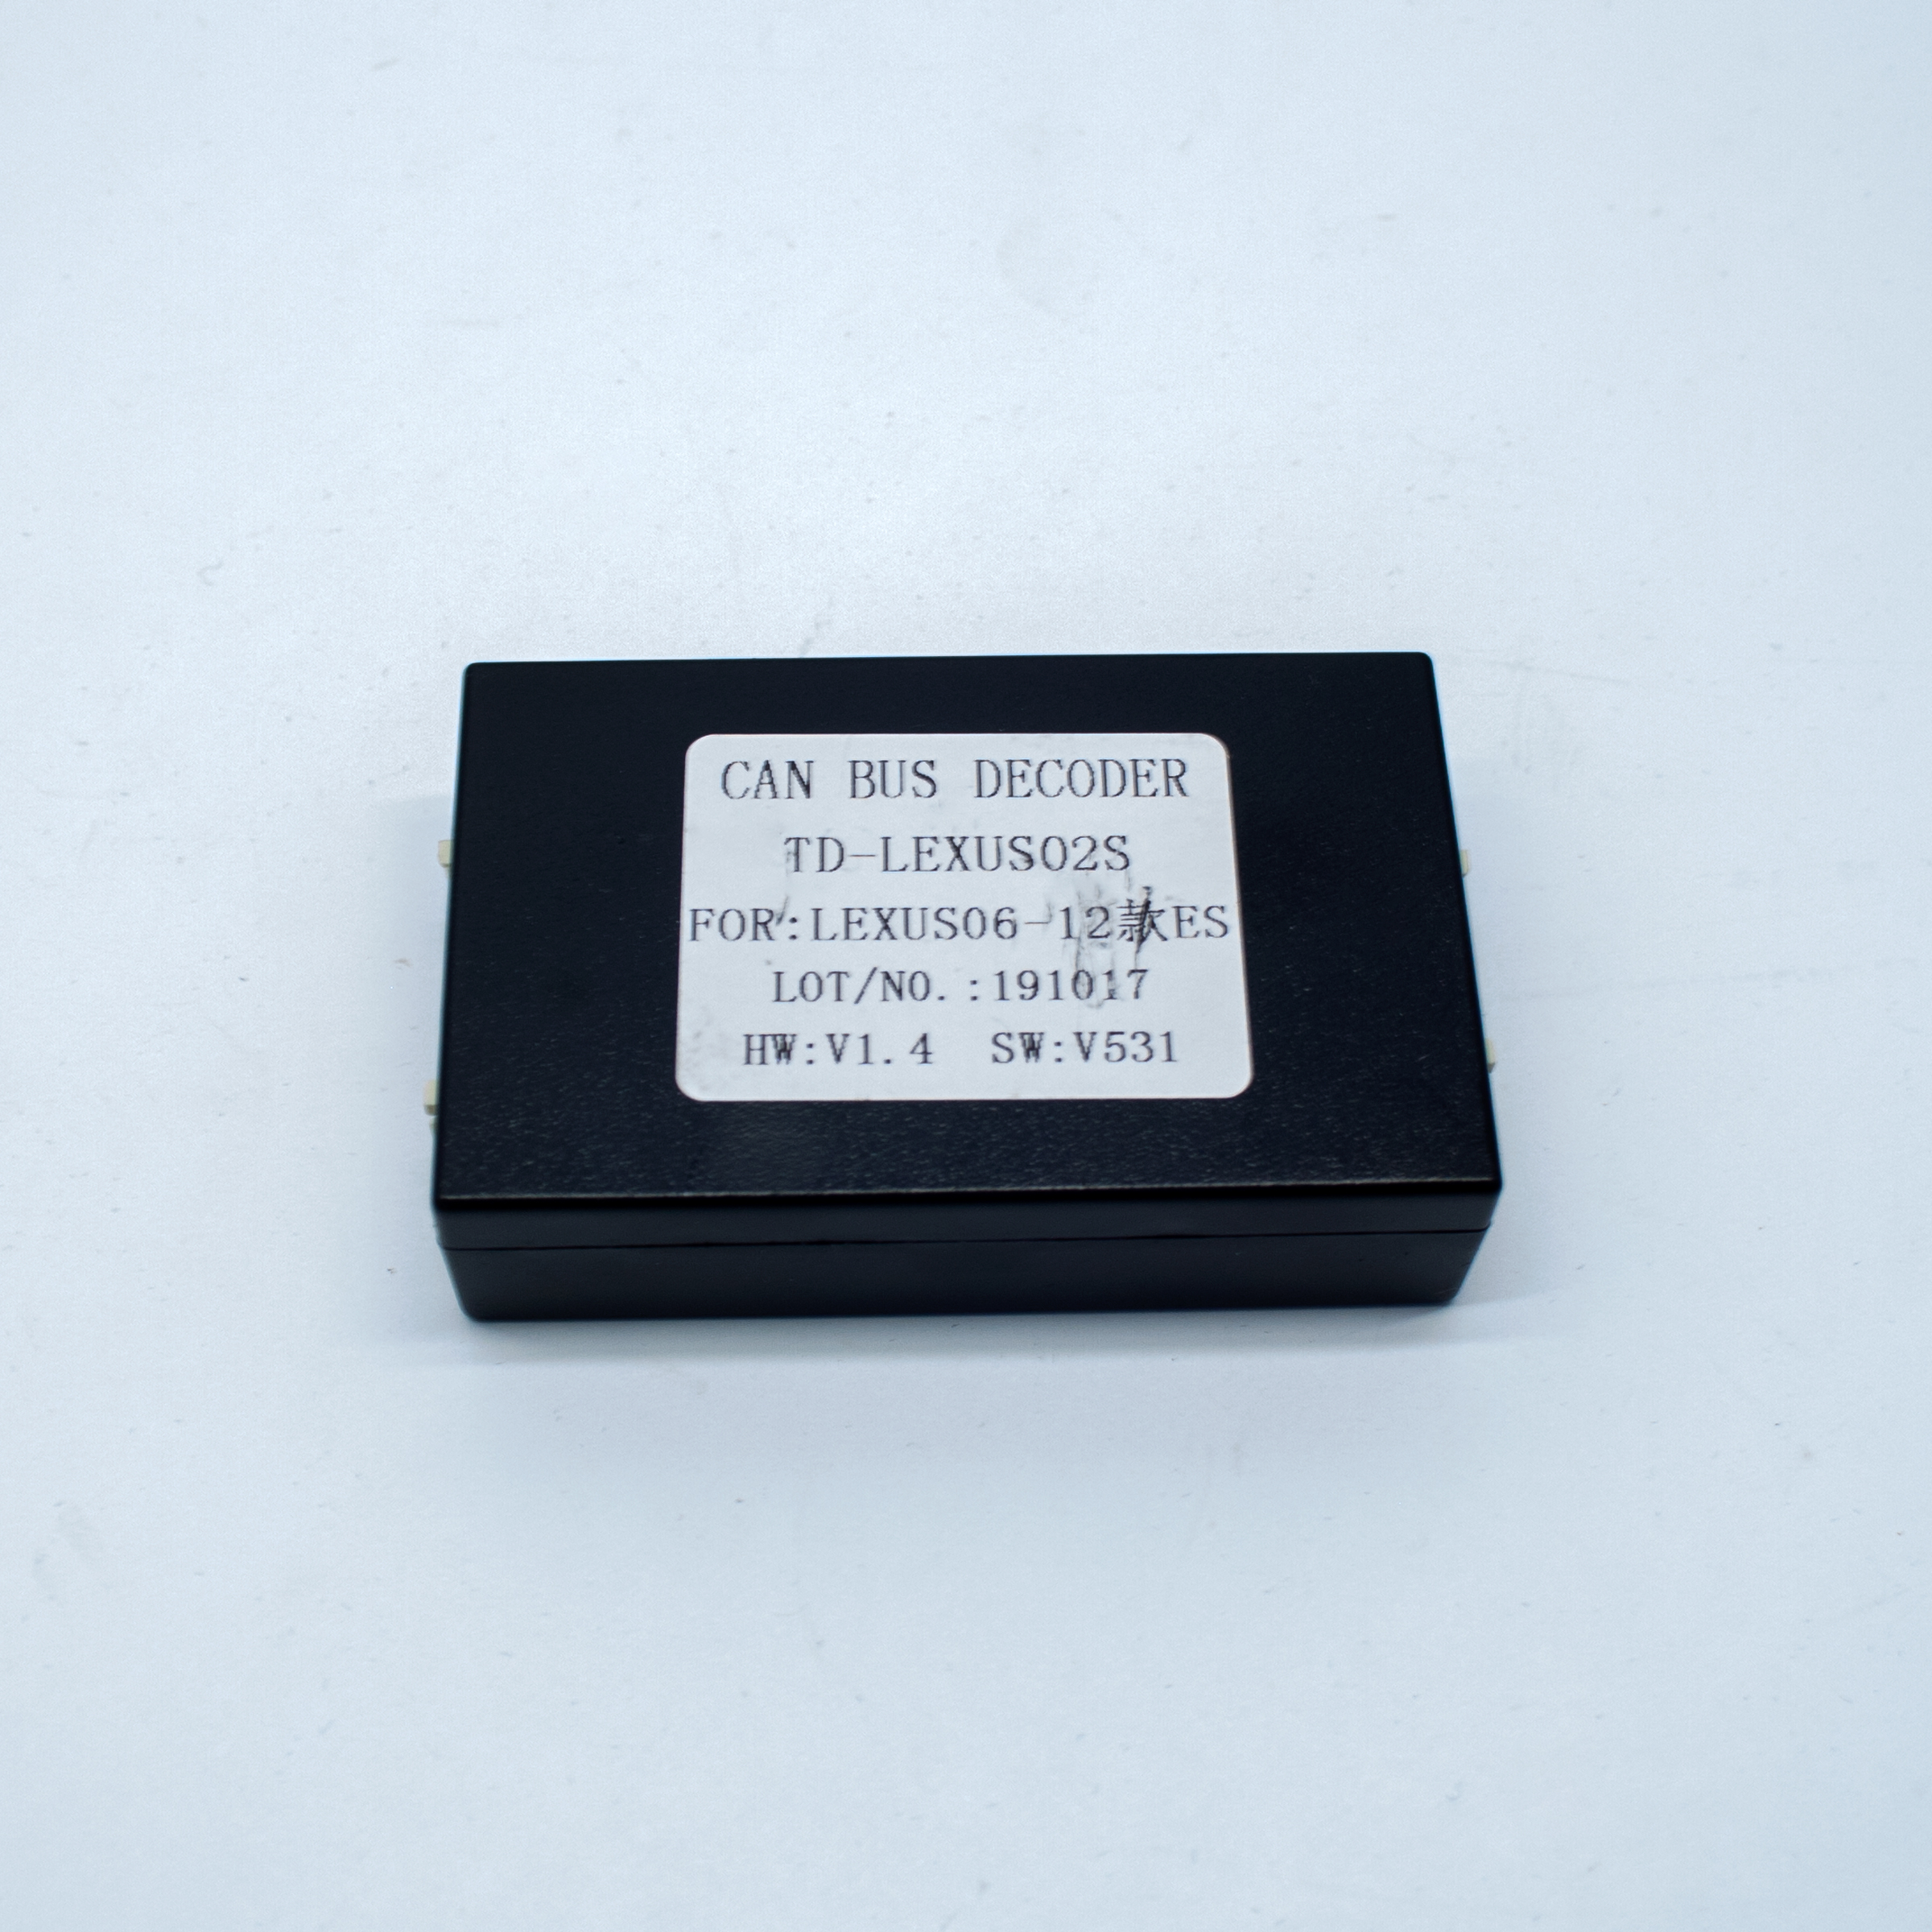 CAN BUS DECODER
TD-LEXUS02S
FOR:LEXUS06-12款ES
LOT/NO.:191017
HW:V1.4 SW:V531